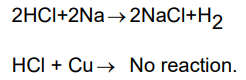 2HCl+2Na→2NaCl+H₂
HCl + Cu→ No reaction.